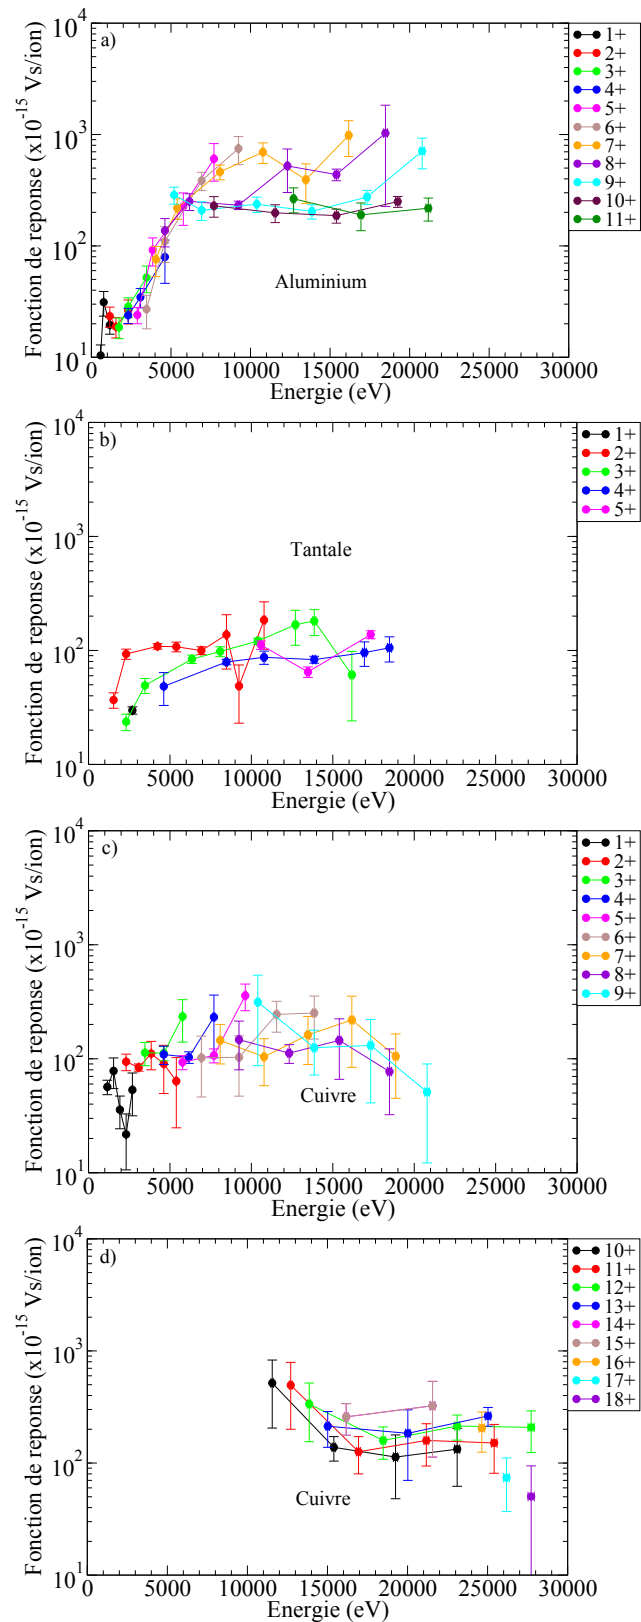 a)
Fonction de reponse (x10^-15 Vs/ion)
10^4
10^3
10^2
10^1
Aluminium
0 5000 10000 15000 20000 25000 30000
Energie (eV)
1+
2+
3+
4+
5+
6+
7+
8+
9+
10+
11+
b)
Fonction de reponse (x10^-15 Vs/ion)
10^4
10^3
10^2
10^1
Tantale
0 5000 10000 15000 20000 25000 30000
Energie (eV)
1+
2+
3+
4+
5+
c)
Fonction de reponse (x10^-15 Vs/ion)
10^4
10^3
10^2
10^1
Cuivre
0 5000 10000 15000 20000 25000 30000
Energie (eV)
1+
2+
3+
4+
5+
6+
7+
8+
9+
d)
Fonction de reponse (x10^-15 Vs/ion)
10^4
10^3
10^2
10^1
Cuivre
0 5000 10000 15000 20000 25000 30000
Energie (eV)
10+
11+
12+
13+
14+
15+
16+
17+
18+